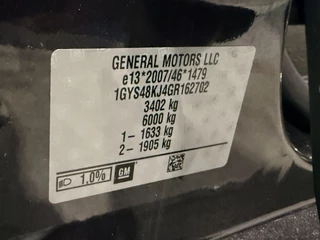 GENERAL MOTORS LLC
e13*2007/46*1479
1GYS48KJ4GR162702
3402 kg
6000 kg
1- 1633 kg
2- 1905 kg
1.0% GM